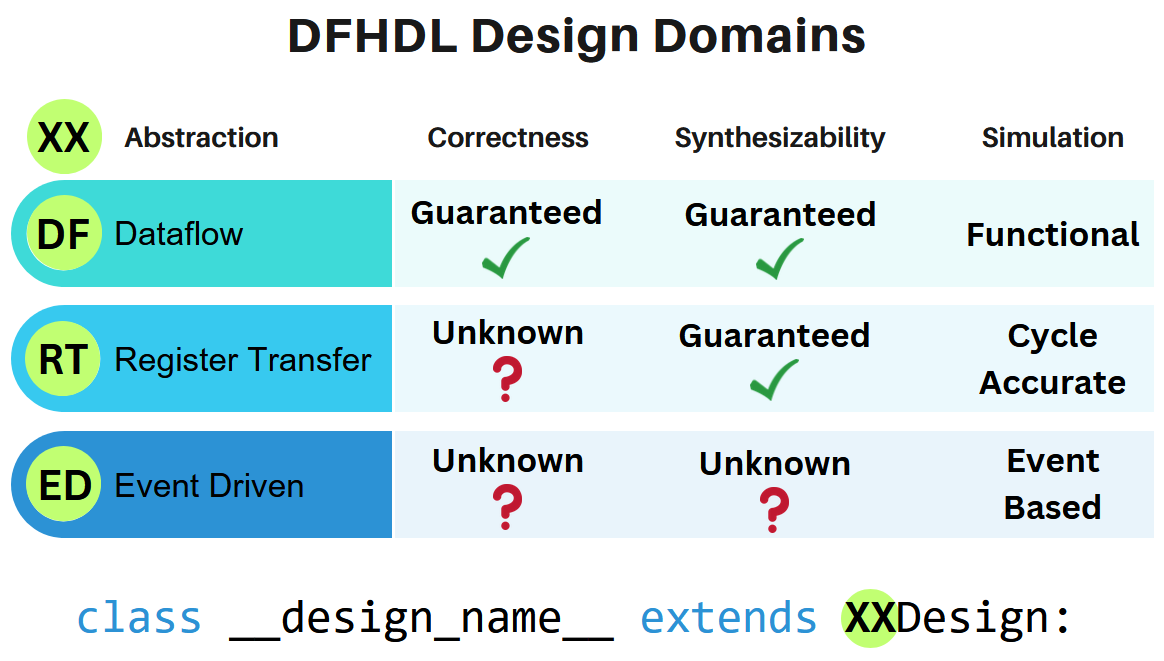 DFHDL Design Domains
XX Abstraction Correctness Synthesizability Simulation
DF Dataflow Guaranteed Guaranteed Functional
RT Register Transfer Unknown Guaranteed Cycle Accurate
? 
ED Event Driven Unknown Unknown Event Based
? ?
class __design_name__ extends XXDesign: